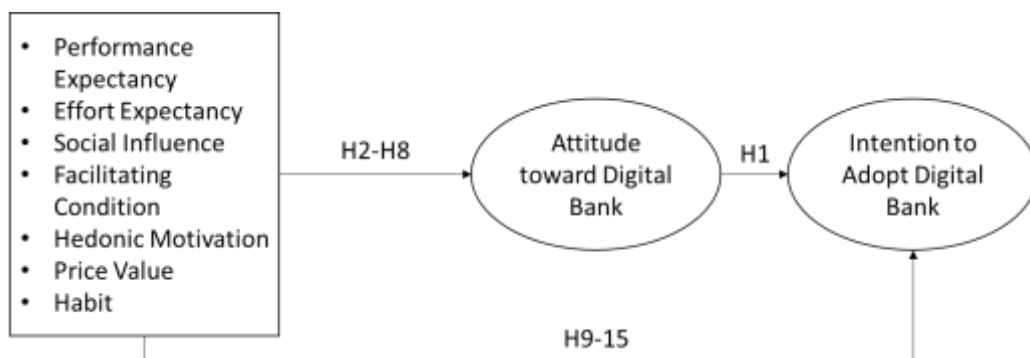 • Performance
Expectancy
• Effort Expectancy
• Social Influence
• Facilitating
Condition
• Hedonic Motivation
• Price Value
• Habit
H2-H8
Attitude
toward Digital
Bank
H1
Intention to
Adopt Digital
Bank
H9-15